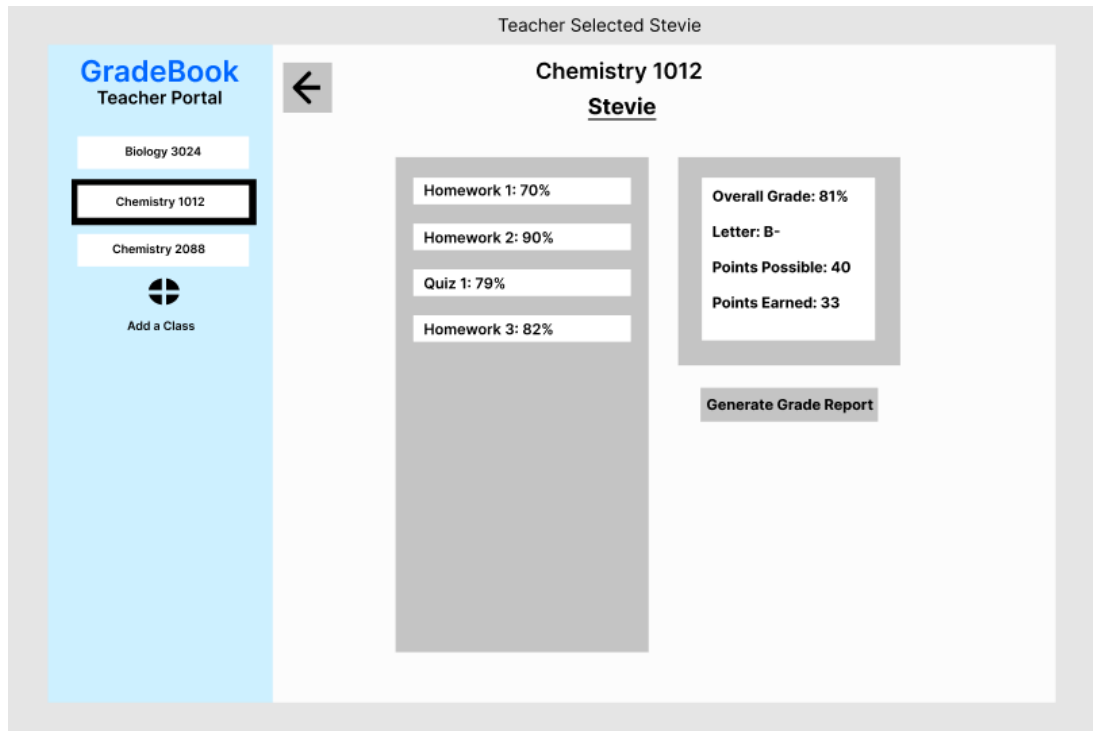 Teacher Selected Stevie
GradeBook
Teacher Portal
Biology 3024
Chemistry 1012
Chemistry 2088
Add a Class
Chemistry 1012
Stevie
Homework 1: 70%
Homework 2: 90%
Quiz 1: 79%
Homework 3: 82%
Overall Grade: 81%
Letter: B-
Points Possible: 40
Points Earned: 33
Generate Grade Report